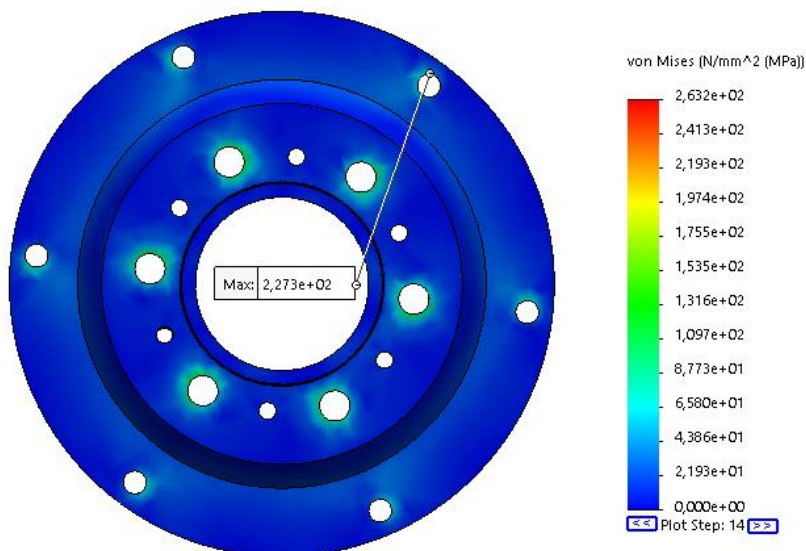 von Mises (N/mm^2 (MPa))
2,632e+02
2,413e+02
2,193e+02
1,974e+02
1,755e+02
1,535e+02
1,316e+02
1,097e+02
8,773e+01
6,580e+01
4,386e+01
2,193e+01
0,000e+00
<< Plot Step: 14 >>
Max: 2,273e+02